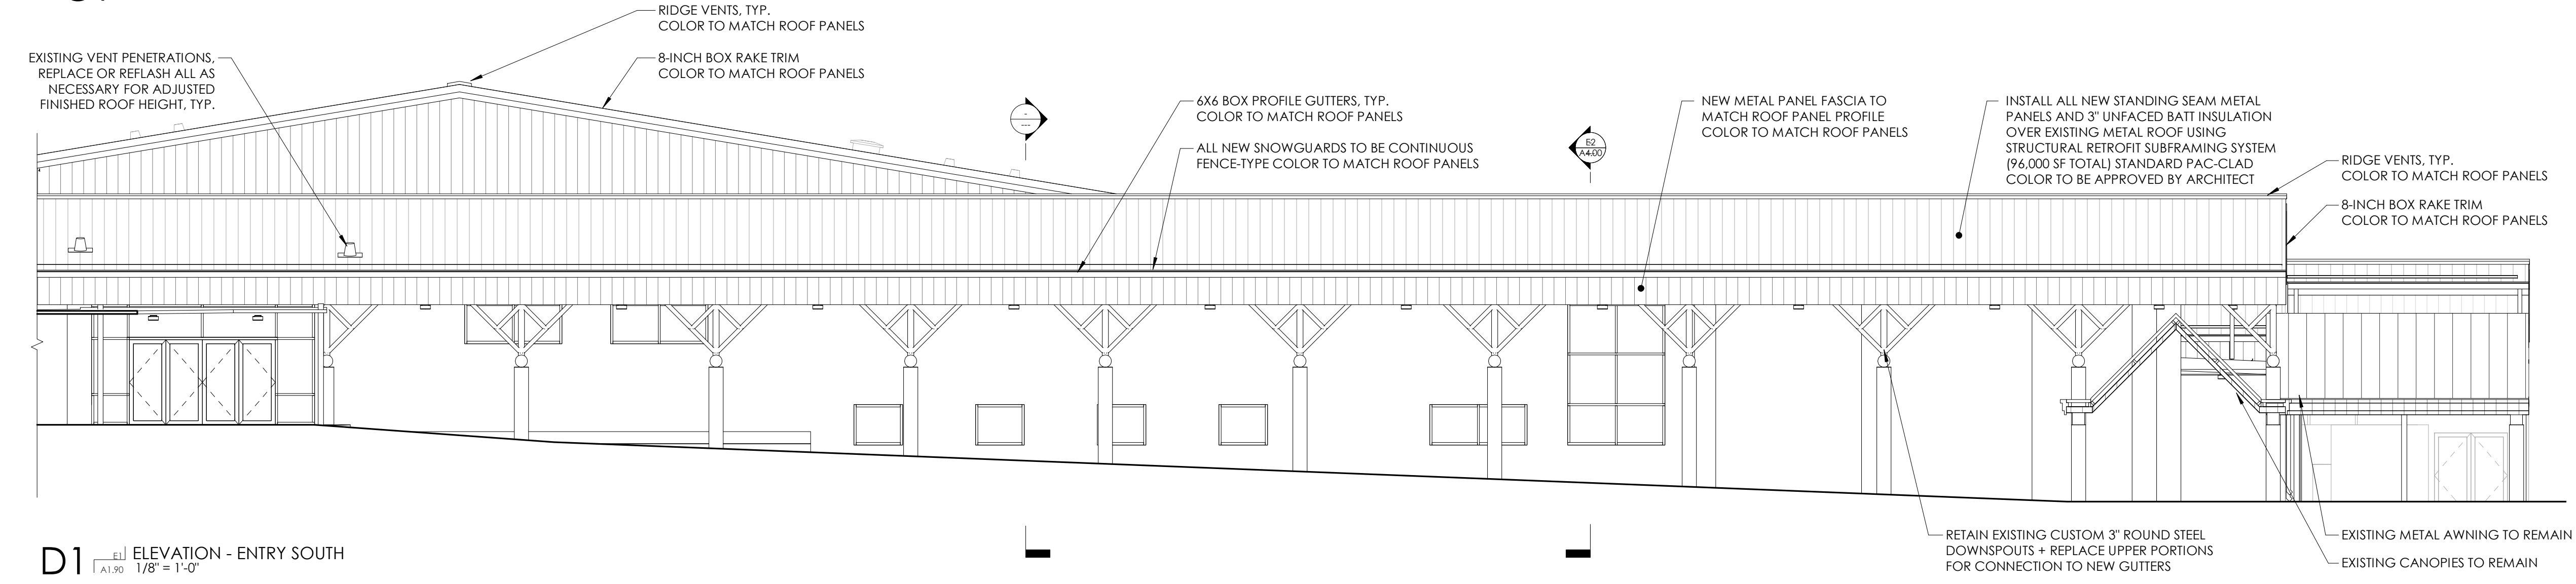 RIDGE VENTS, TYP.
COLOR TO MATCH ROOF PANELS
EXISTING VENT PENETRATIONS,
REPLACE OR REFLASH ALL AS
NECESSARY FOR ADJUSTED
FINISHED ROOF HEIGHT, TYP.
8-INCH BOX RAKE TRIM
COLOR TO MATCH ROOF PANELS
6X6 BOX PROFILE GUTTERS, TYP.
COLOR TO MATCH ROOF PANELS
ALL NEW SNOWGUARDS TO BE CONTINUOUS
FENCE-TYPE COLOR TO MATCH ROOF PANELS
E2
A4.00
NEW METAL PANEL FASCIA TO
MATCH ROOF PANEL PROFILE
COLOR TO MATCH ROOF PANELS
INSTALL ALL NEW STANDING SEAM METAL
PANELS AND 3" UNFACED BATT INSULATION
OVER EXISTING METAL ROOF USING
STRUCTURAL RETROFIT SUBFRAMING SYSTEM
(96,000 SF TOTAL) STANDARD PAC-CLAD
COLOR TO BE APPROVED BY ARCHITECT
RIDGE VENTS, TYP.
COLOR TO MATCH ROOF PANELS
8-INCH BOX RAKE TRIM
COLOR TO MATCH ROOF PANELS
RETAIN EXISTING CUSTOM 3" ROUND STEEL
DOWNSPOUTS + REPLACE UPPER PORTIONS
FOR CONNECTION TO NEW GUTTERS
EXISTING METAL AWNING TO REMAIN
EXISTING CANOPIES TO REMAIN
D1
E1
A1.90
ELEVATION - ENTRY SOUTH
1/8" = 1'-0"